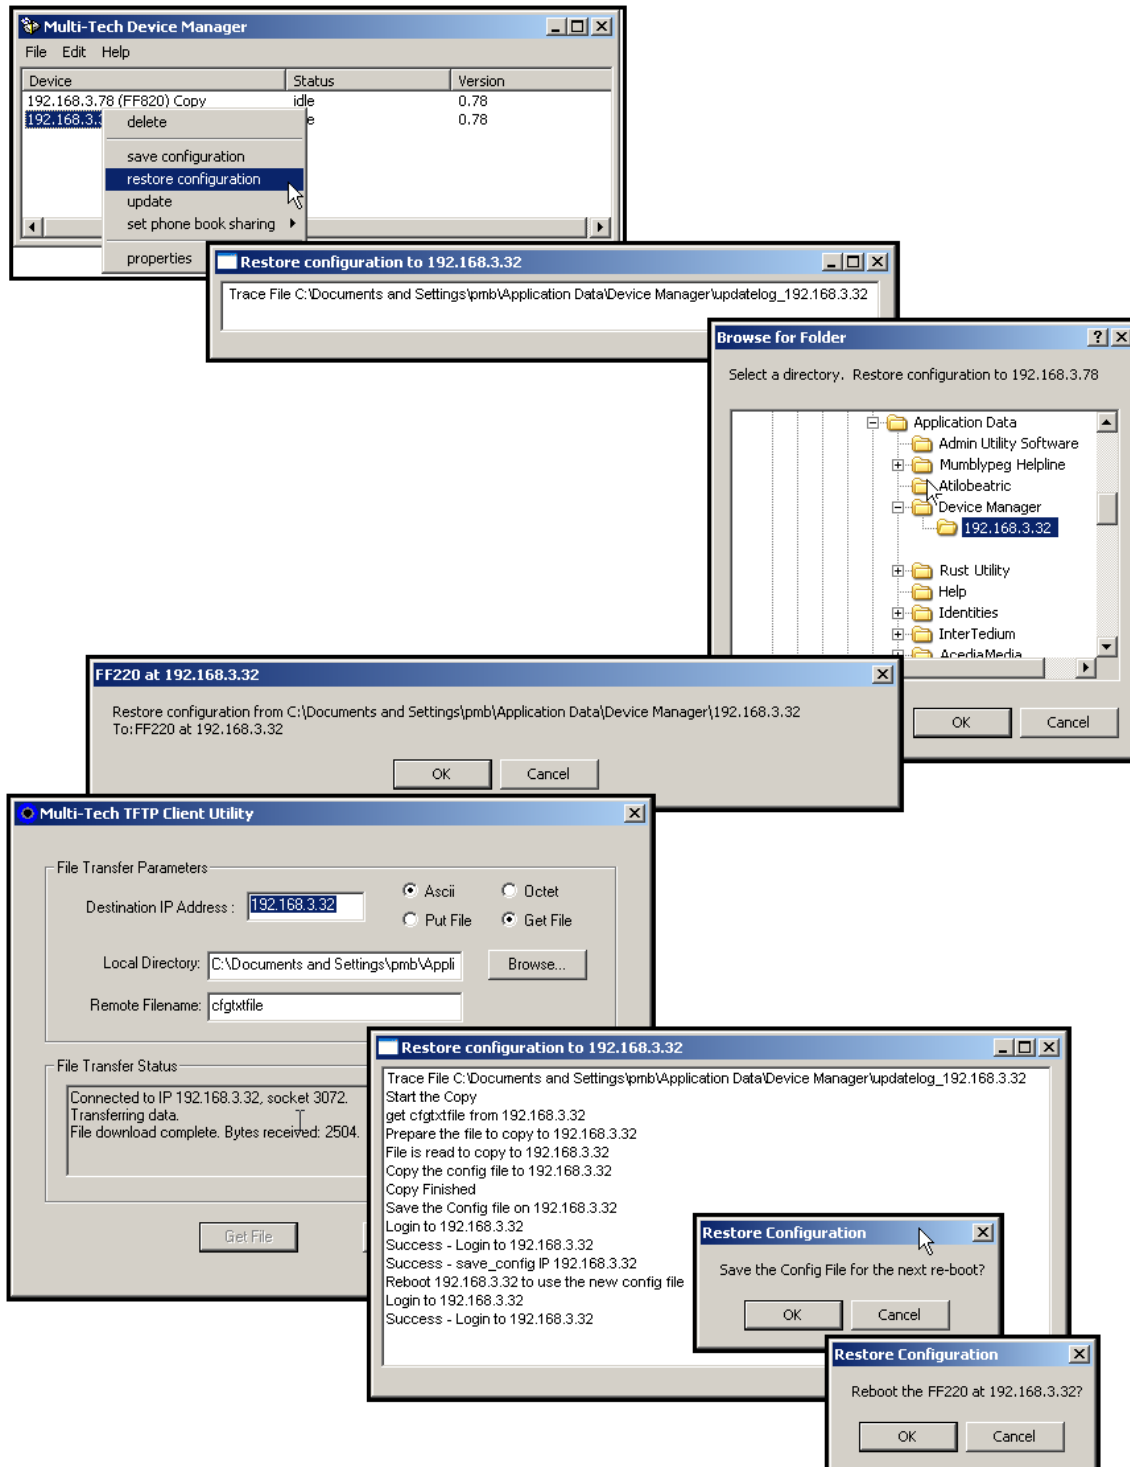 Multi-Tech Device Manager
File Edit Help
Device Status Version
192.168.3.78 (FF820) Copy idle 0.78
192.168.3. 0.78
delete
save configuration
restore configuration
update
set phone book sharing
properties
Restore configuration to 192.168.3.32
Trace File C:\Documents and Settings\pmb\Application Data\Device Manager\updatelog_192.168.3.32
Browse for Folder
Select a directory. Restore configuration to 192.168.3.78
Application Data
Admin Utility Software
Mumblypeg Helpline
Atilobeatric
Device Manager
192.168.3.32
Rust Utility
Help
Identities
InterTedium
AcediaMedia
OK Cancel
FF220 at 192.168.3.32
Restore configuration from C:\Documents and Settings\pmb\Application Data\Device Manager\192.168.3.32
To:FF220 at 192.168.3.32
OK Cancel
Multi-Tech TFTP Client Utility
File Transfer Parameters
Destination IP Address : 192.168.3.32
Ascii Octet
Put File Get File
Local Directory: C:\Documents and Settings\pmb\Appli Browse...
Remote Filename: cfgtxtfile
File Transfer Status
Connected to IP 192.168.3.32, socket 3072.
Transferring data.
File download complete. Bytes received: 2504.
Get File
Restore configuration to 192.168.3.32
Trace File C:\Documents and Settings\pmb\Application Data\Device Manager\updatelog_192.168.3.32
Start the Copy
get cfgtxtfile from 192.168.3.32
Prepare the file to copy to 192.168.3.32
File is read to copy to 192.168.3.32
Copy the config file to 192.168.3.32
Copy Finished
Save the Config file on 192.168.3.32
Login to 192.168.3.32
Success - Login to 192.168.3.32
Success - save_config IP 192.168.3.32
Reboot 192.168.3.32 to use the new config file
Login to 192.168.3.32
Success - Login to 192.168.3.32
Restore Configuration
Save the Config File for the next re-boot?
OK Cancel
Restore Configuration
Reboot the FF220 at 192.168.3.32?
OK Cancel